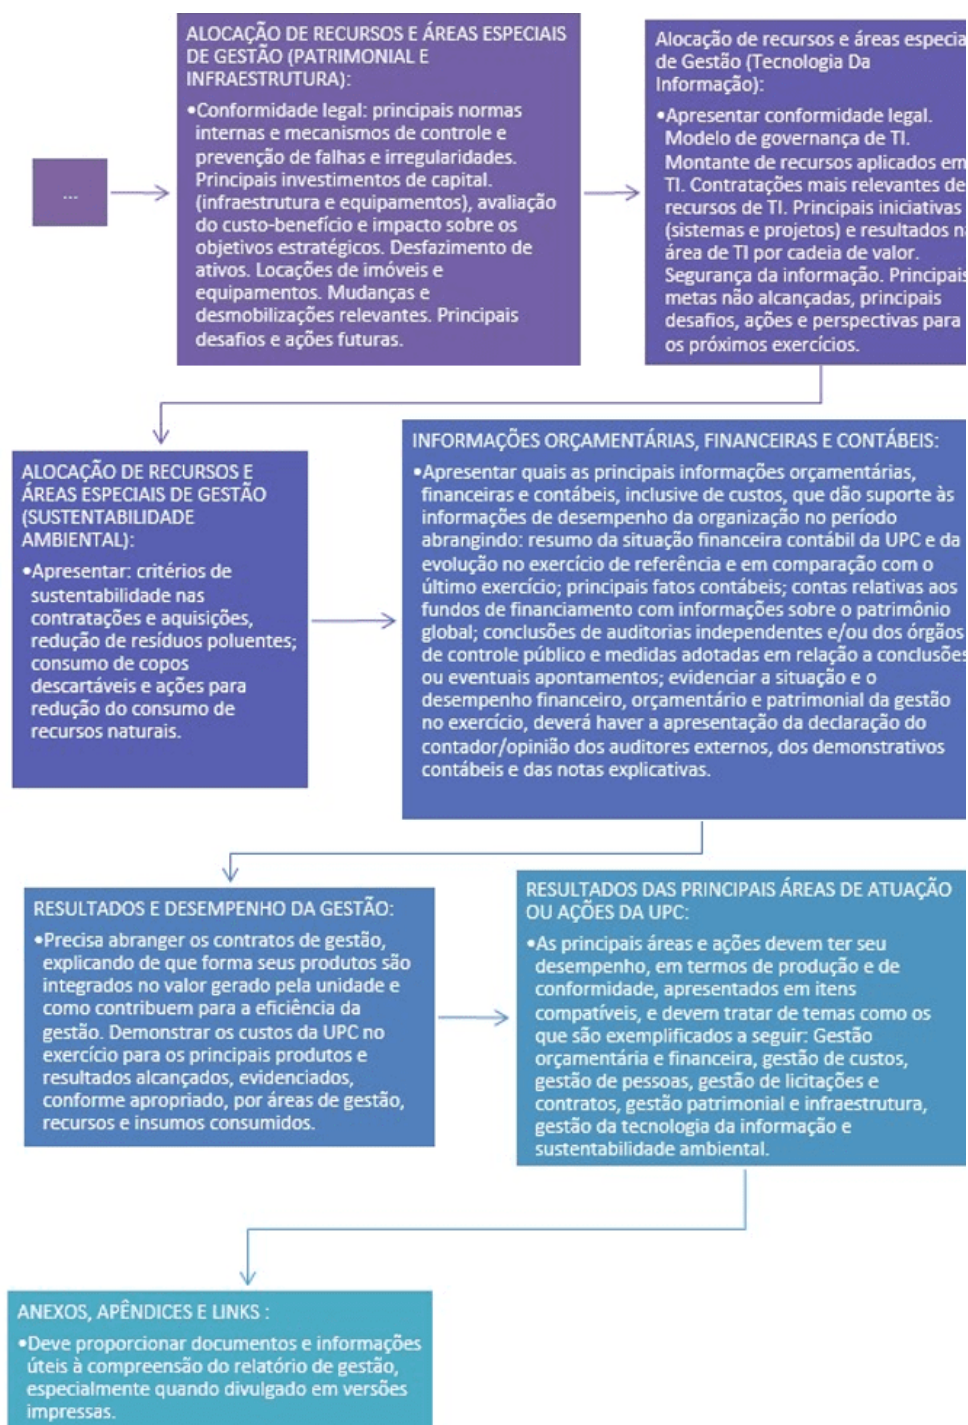 ...
ALOCAÇÃO DE RECURSOS E ÁREAS ESPECIAIS
DE GESTÃO (PATRIMONIAL E
INFRAESTRUTURA):
•Conformidade legal: principais normas
internas e mecanismos de controle e
prevenção de falhas e irregularidades.
Principais investimentos de capital.
(infraestrutura e equipamentos), avaliação
do custo-benefício e impacto sobre os
objetivos estratégicos. Desfazimento de
ativos. Locações de imóveis e
equipamentos. Mudanças e
desmobilizações relevantes. Principais
desafios e ações futuras.
Alocação de recursos e áreas especia
de Gestão (Tecnologia Da
Informação):
•Apresentar conformidade legal.
Modelo de governança de TI.
Montante de recursos aplicados em
TI. Contratações mais relevantes de
recursos de TI. Principais iniciativas
(sistemas e projetos) e resultados n
área de TI por cadeia de valor.
Segurança da informação. Principais
metas não alcançadas, principais
desafios, ações e perspectivas para
os próximos exercícios.
ALOCAÇÃO DE RECURSOS E
ÁREAS ESPECIAIS DE GESTÃO
(SUSTENTABILIDADE
AMBIENTAL):
•Apresentar: critérios de
sustentabilidade nas
contratações e aquisições,
redução de resíduos poluentes;
consumo de copos
descartáveis e ações para
redução do consumo de
recursos naturais.
INFORMAÇÕES ORÇAMENTÁRIAS, FINANCEIRAS E CONTÁBEIS:
•Apresentar quais as principais informações orçamentárias,
financeiras e contábeis, inclusive de custos, que dão suporte às
informações de desempenho da organização no período
abrangindo: resumo da situação financeira contábil da UPC e da
evolução no exercício de referência e em comparação com o
último exercício; principais fatos contábeis; contas relativas aos
fundos de financiamento com informações sobre o patrimônio
global; conclusões de auditorias independentes e/ou dos órgãos
de controle público e medidas adotadas em relação a conclusões
ou eventuais apontamentos; evidenciar a situação e o
desempenho financeiro, orçamentário e patrimonial da gestão
no exercício, deverá haver a apresentação da declaração do
contador/opinião dos auditores externos, dos demonstrativos
contábeis e das notas explicativas.
RESULTADOS E DESEMPENHO DA GESTÃO:
•Precisa abranger os contratos de gestão,
explicando de que forma seus produtos são
integrados no valor gerado pela unidade e
como contribuem para a eficiência da
gestão. Demonstrar os custos da UPC no
exercício para os principais produtos e
resultados alcançados, evidenciados,
conforme apropriado, por áreas de gestão,
recursos e insumos consumidos.
RESULTADOS DAS PRINCIPAIS ÁREAS DE ATUAÇÃO
OU AÇÕES DA UPC:
•As principais áreas e ações devem ter seu
desempenho, em termos de produção e de
conformidade, apresentados em itens
compatíveis, e devem tratar de temas como os
que são exemplificados a seguir: Gestão
orçamentária e financeira, gestão de custos,
gestão de pessoas, gestão de licitações e
contratos, gestão patrimonial e infraestrutura,
gestão da tecnologia da informação e
sustentabilidade ambiental.
ANEXOS, APÊNDICES E LINKS :
•Deve proporcionar documentos e informações
úteis à compreensão do relatório de gestão,
especialmente quando divulgado em versões
impressas.